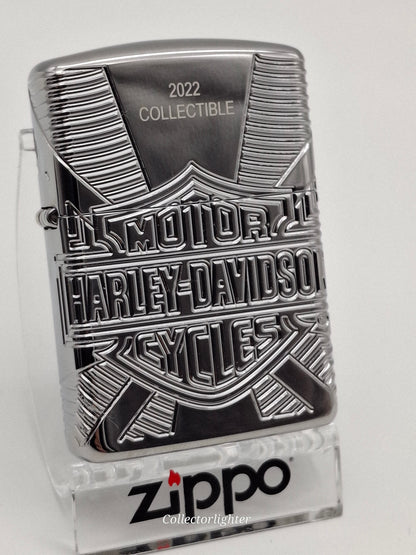 2022
COLLECTIBLE
MOTOR
HARLEY-DAVIDSON
CYCLES
zippo
Collectorlighter